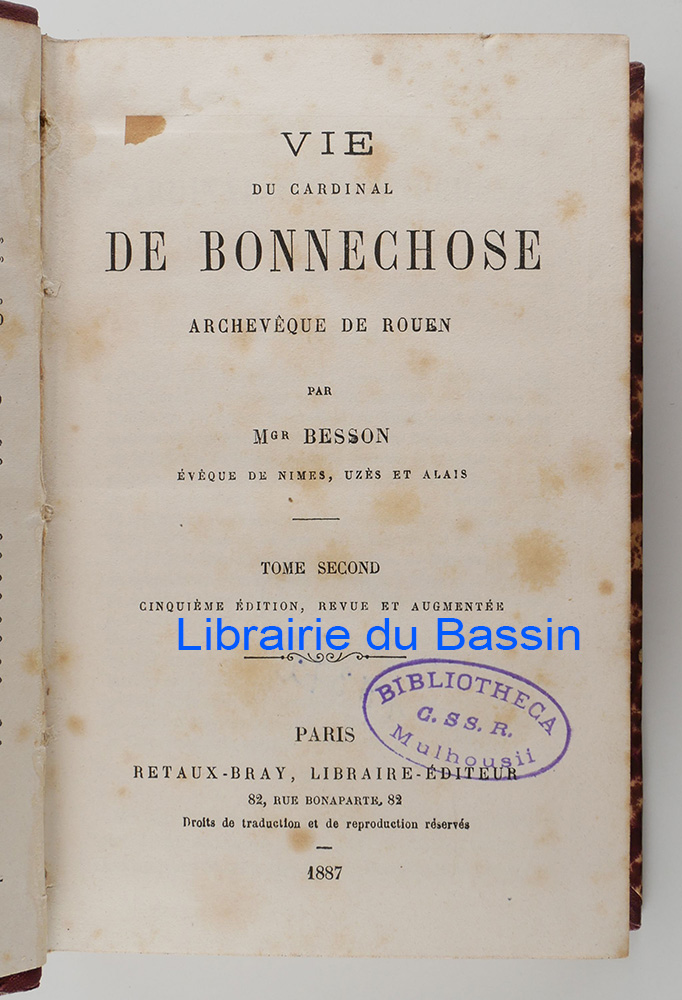 VIE
DU CARDINAL
DE BONNECHOSE
ARCHEVÊQUE DE ROUEN
PAR
MGR BESSON
ÉVÊQUE DE NIMES, UZÈS ET ALAIS
TOME SECOND
CINQUIÈME ÉDITION, REVUE ET AUGMENTÉE
Librairie du Bassin
BIBLIOTHECA
C. SS. R.
Mulhousii
PARIS
RETAUX-BRAY, LIBRAIRE-ÉDITEUR
82, RUE BONAPARTE, 82
Droits de traduction et de reproduction réservés
1887